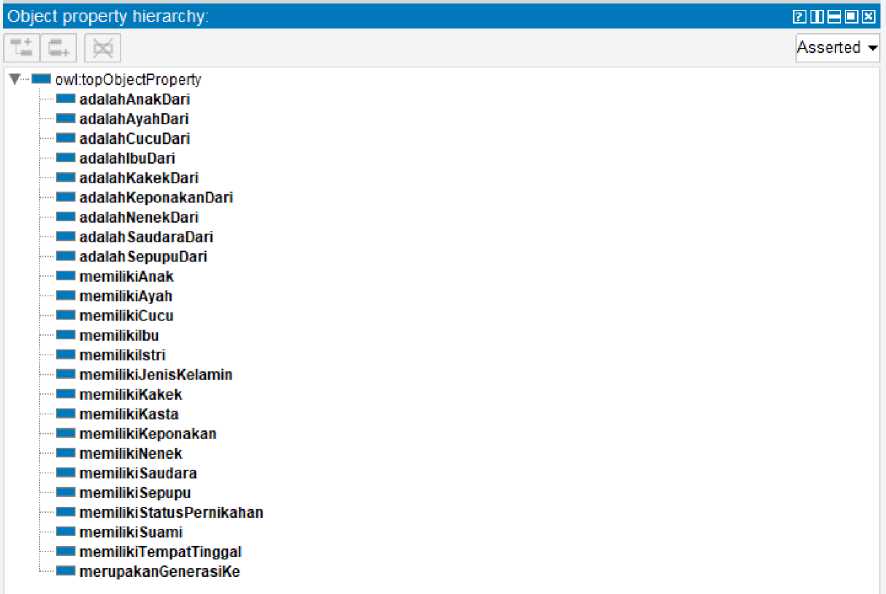 Object property hierarchy:
Asserted
owl:topObjectProperty
adalahAnakDari
adalahAyahDari
adalahCucuDari
adalahIbuDari
adalahKakekDari
adalahKeponakanDari
adalahNenekDari
adalahSaudaraDari
adalahSepupuDari
memilikiAnak
memilikiAyah
memilikiCucu
memilikiIbu
memilikiIstri
memilikiJenisKelamin
memilikiKakek
memilikiKasta
memilikiKeponakan
memilikiNenek
memilikiSaudara
memilikiSepupu
memilikiStatusPernikahan
memilikiSuami
memilikiTempatTinggal
merupakanGenerasiKe